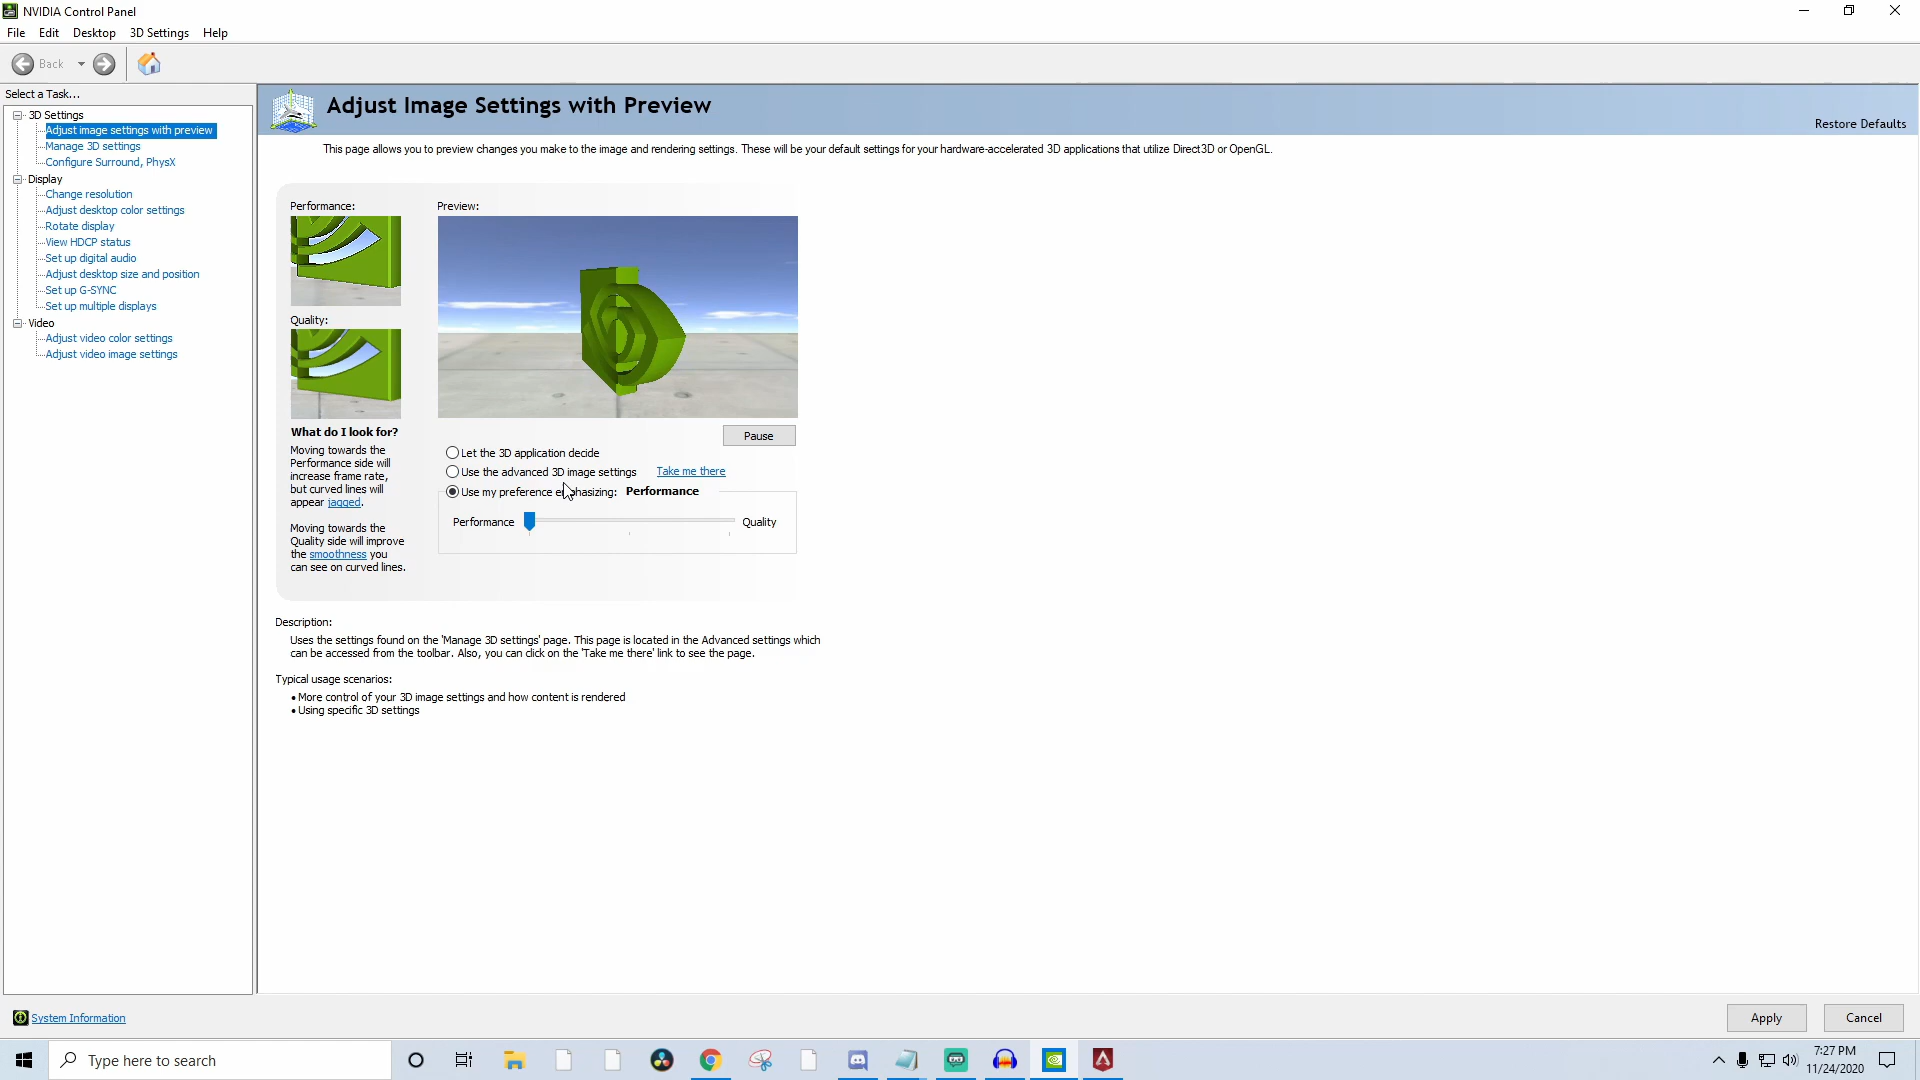 NVIDIA Control Panel
File Edit Desktop 3D Settings Help
Back
Select a Task...
3D Settings
Adjust image settings with preview
Manage 3D settings
Configure Surround, PhysX
Display
Change resolution
Adjust desktop color settings
Rotate display
View HDCP status
Set up digital audio
Adjust desktop size and position
Set up G-SYNC
Set up multiple displays
Video
Adjust video color settings
Adjust video image settings
Adjust Image Settings with Preview
Restore Defaults
This page allows you to preview changes you make to the image and rendering settings. These will be your default settings for your hardware-accelerated 3D applications that utilize Direct3D or OpenGL.
Performance:
Preview:
Quality:
What do I look for?
Moving towards the
Performance side will
increase frame rate,
but curved lines will
appear jagged.
Moving towards the
Quality side will improve
the smoothness you
can see on curved lines.
Pause
Let the 3D application decide
Use the advanced 3D image settings Take me there
Use my preference emphasizing: Performance
Performance Quality
Description:
Uses the settings found on the 'Manage 3D settings' page. This page is located in the Advanced settings which
can be accessed from the toolbar. Also, you can click on the 'Take me there' link to see the page.
Typical usage scenarios:
• More control of your 3D image settings and how content is rendered
• Using specific 3D settings
System Information
Apply Cancel
Type here to search
7:27 PM
11/24/2020